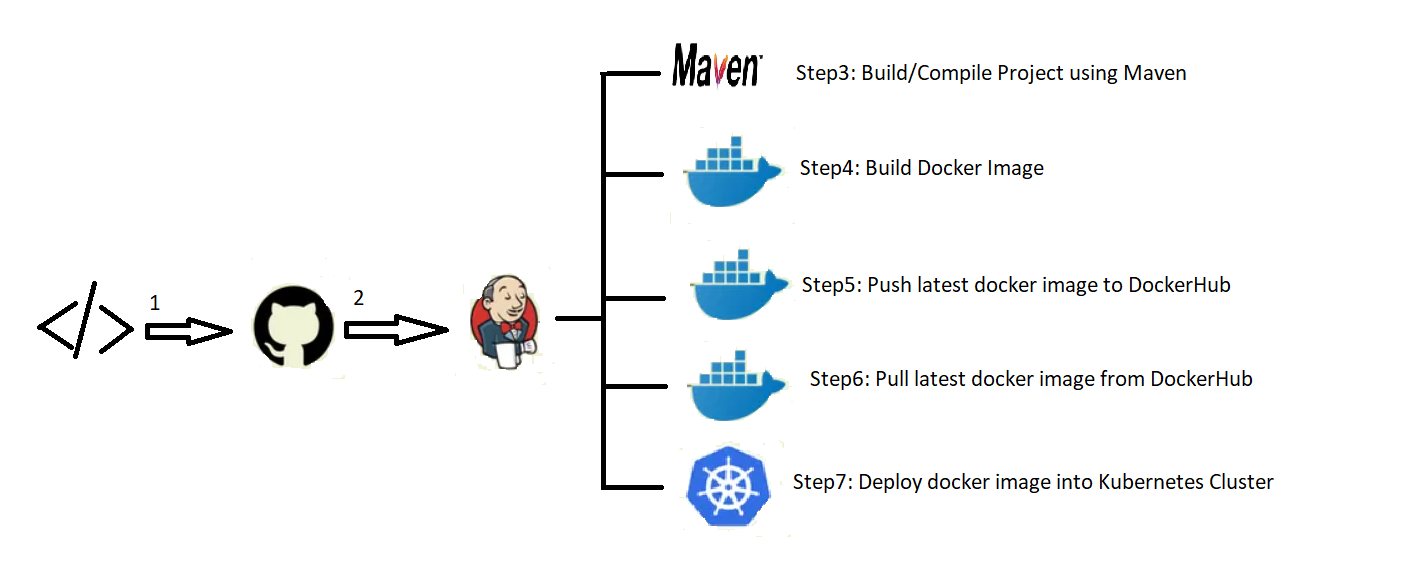 Maven
Step3: Build/Compile Project using Maven
Step4: Build Docker Image
1
2
Step5: Push latest docker image to DockerHub
Step6: Pull latest docker image from DockerHub
Step7: Deploy docker image into Kubernetes Cluster